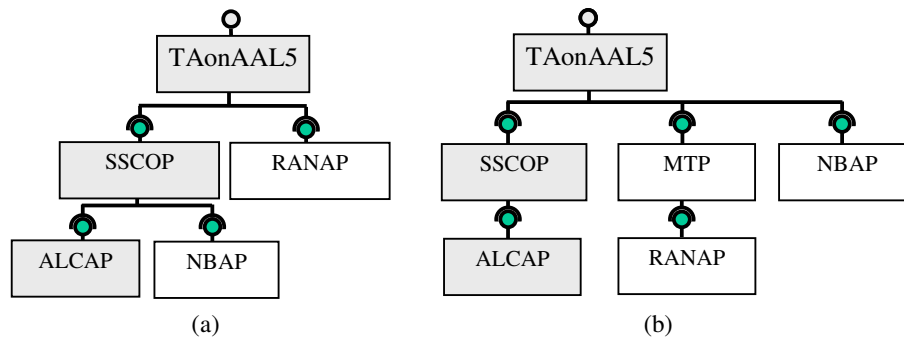 TAonAAL5
SSCOP
RANAP
ALCAP
NBAP
(a)
TAonAAL5
SSCOP
MTP
NBAP
ALCAP
RANAP
(b)